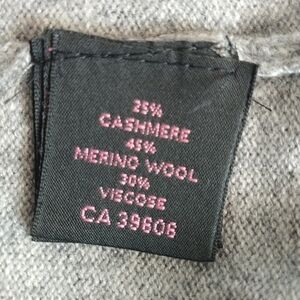 25%
CASHMERE
45%
MERINO WOOL
30%
VISCOSE
CA 39606